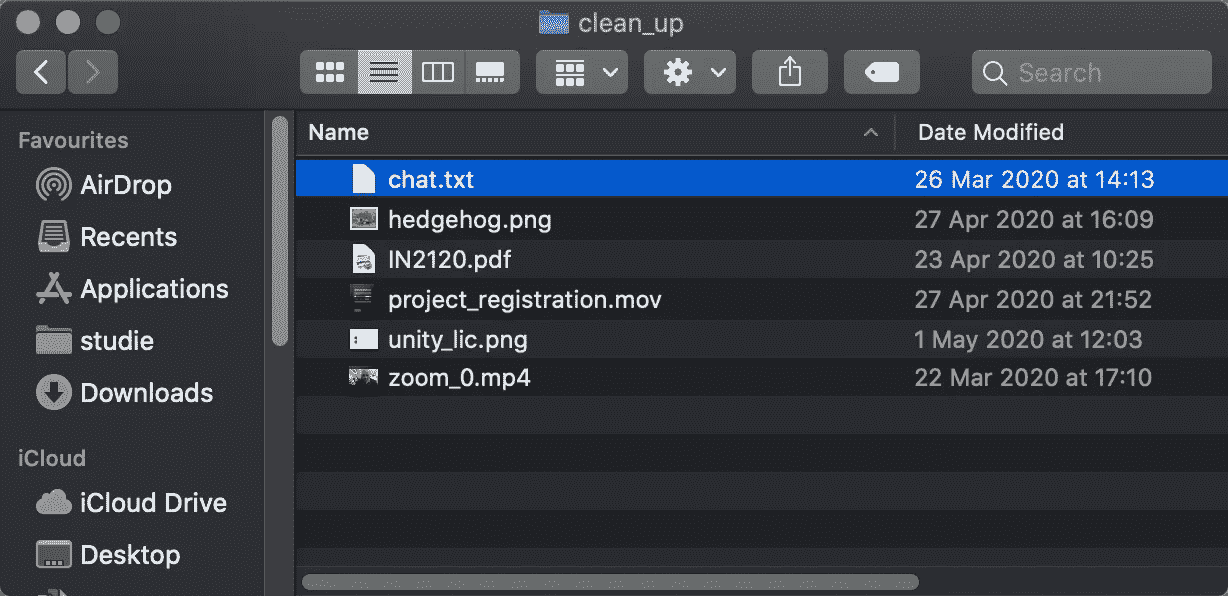 clean_up
Search
Favourites
AirDrop
Recents
Applications
studie
Downloads
iCloud
iCloud Drive
Desktop
Name Date Modified
chat.txt 26 Mar 2020 at 14:13
hedgehog.png 27 Apr 2020 at 16:09
IN2120.pdf 23 Apr 2020 at 10:25
project_registration.mov 27 Apr 2020 at 21:52
unity_lic.png 1 May 2020 at 12:03
zoom_0.mp4 22 Mar 2020 at 17:10